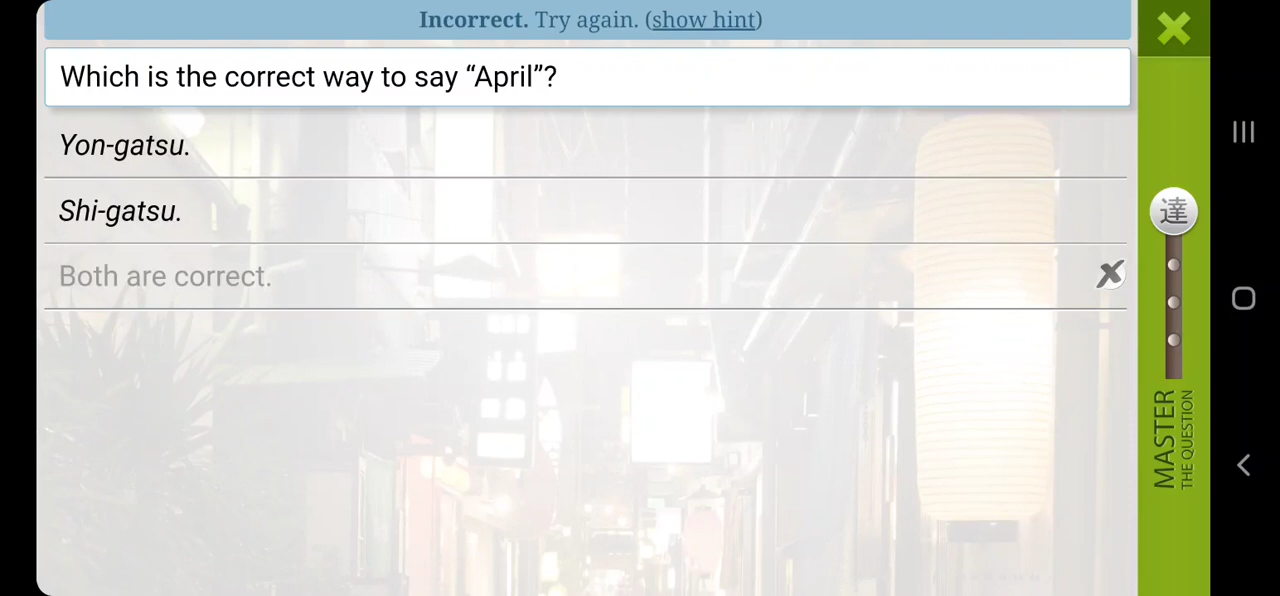 Incorrect. Try again. (show hint)
Which is the correct way to say “April”?
Yon-gatsu.
Shi-gatsu.
Both are correct.
達
MASTER
THE QUESTION